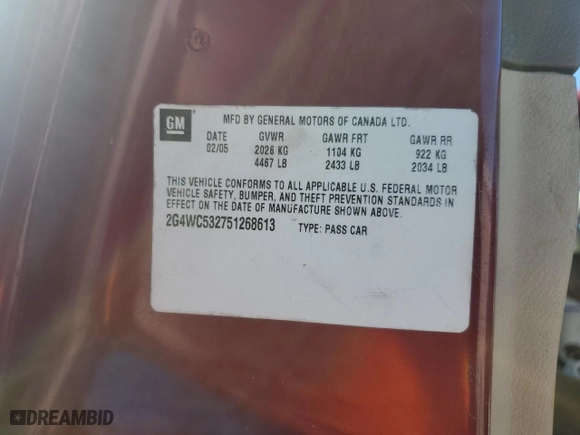 GM
MFD BY GENERAL MOTORS OF CANADA LTD.
DATE GVWR GAWR FRT GAWR RR
02/05 2026 KG 1104 KG 922 KG
4467 LB 2433 LB 2034 LB
THIS VEHICLE CONFORMS TO ALL APPLICABLE U.S. FEDERAL MOTOR
VEHICLE SAFETY, BUMPER, AND THEFT PREVENTION STANDARDS IN
EFFECT ON THE DATE OF MANUFACTURE SHOWN ABOVE.
2G4WC532751268613 TYPE: PASS CAR
DREAMBID